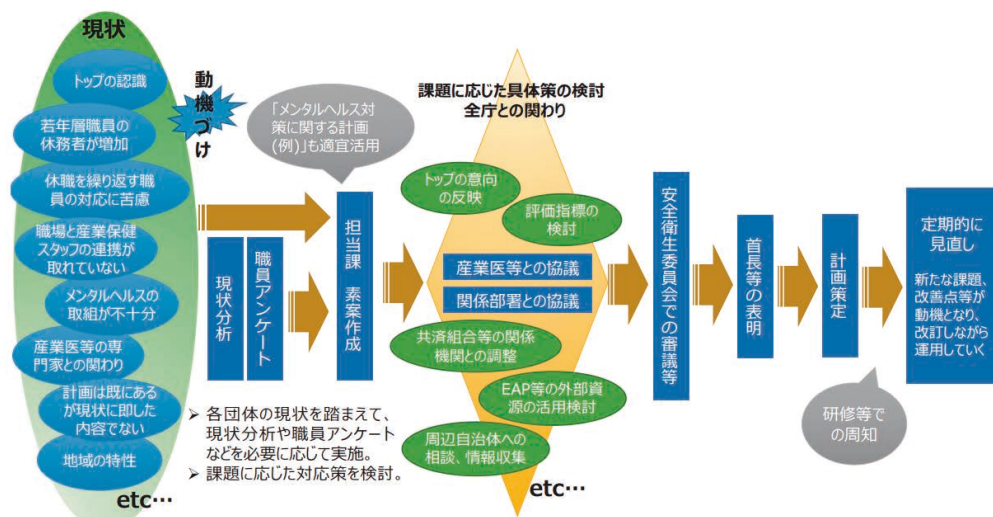 現状
トップの認識
若年層職員の
休務者が増加
休職を繰り返す職
員の対応に苦慮
職場と産業保健
スタッフの連携が
取れていない
メンタルヘルスの
取組が不十分
産業医等の専
門家との関わり
計画は既にある
が現状に即した
内容でない
地域の特性
etc…
動機づけ
現状分析
職員アンケート
「メンタルヘルス対
策に関する計画
(例)」も適宜活用
担当課 素案作成
➢ 各団体の現状を踏まえて、
現状分析や職員アンケート
などを必要に応じて実施。
➢ 課題に応じた対応策を検討。
課題に応じた具体策の検討
全庁との関わり
トップの意向
の反映
評価指標の
検討
産業医等との協議
関係部署との協議
共済組合等の関係
機関との調整
EAP等の外部資
源の活用検討
周辺自治体への
相談、情報収集
etc…
安全衛生委員会での審議等
首長等の表明
計画策定
研修等で
の周知
定期的に
見直し
新たな課題、
改善点等が
動機となり、
改訂しながら
運用していく